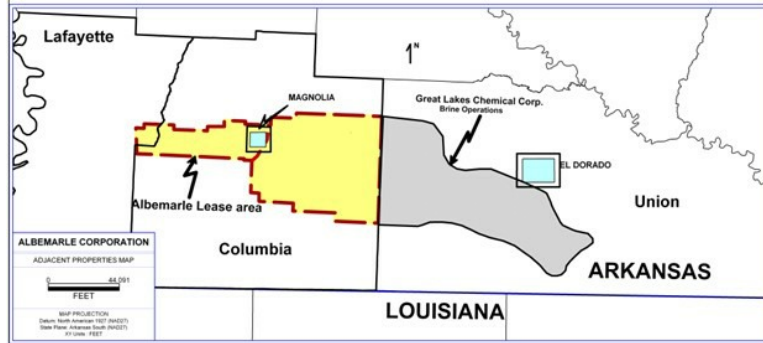 Lafayette
N
MAGNOLIA
Great Lakes Chemical Corp.
Brine Operations
EL DORADO
Albemarle Lease area
Union
Columbia
ARKANSAS
LOUISIANA
ALBEMARLE CORPORATION
ADJACENT PROPERTIES MAP
0 44,091
FEET
MAP PROJECTION
Datum: North American 1927 (NAD27)
State Plane: Arkansas South (NAD27)
XY Units : FEET